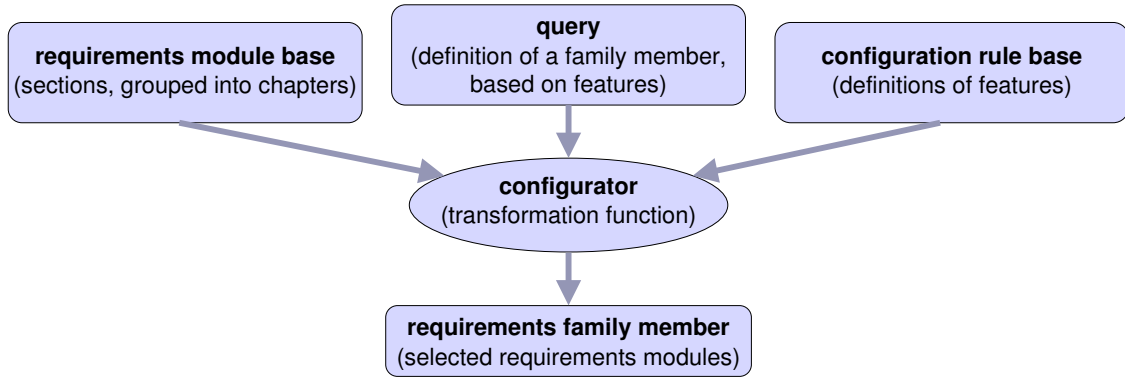 requirements module base
(sections, grouped into chapters)
query
(definition of a family member,
based on features)
configuration rule base
(definitions of features)
configurator
(transformation function)
requirements family member
(selected requirements modules)